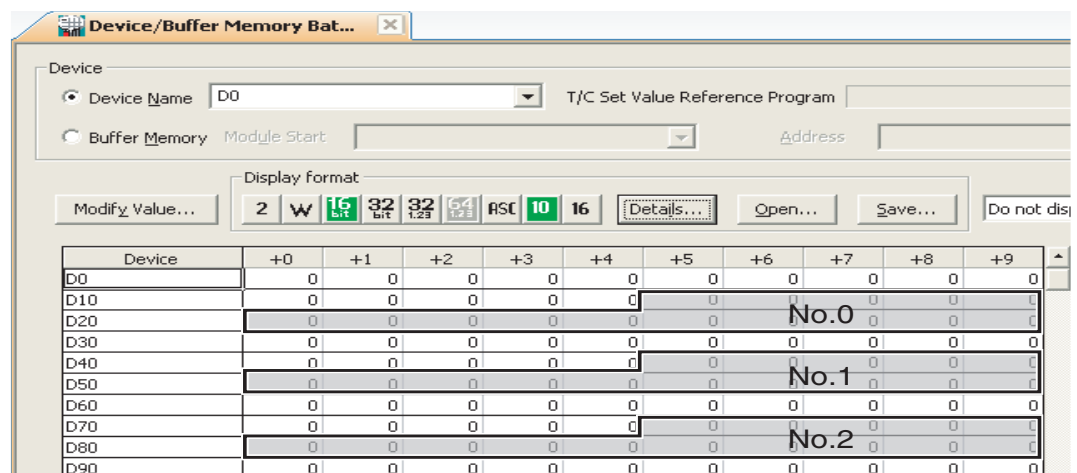 Device/Buffer Memory Bat...
Device
Device Name D0 T/C Set Value Reference Program
Buffer Memory Module Start Address
Display format
Modify Value... 2 W 16 bit 32 bit 32 1.23 64 1.23 ASC 10 16 Details... Open... Save... Do not disp
Device +0 +1 +2 +3 +4 +5 +6 +7 +8 +9
D0 0 0 0 0 0 0 0 0 0 0
D10 0 0 0 0 0 0 0 0 0 0
No.0
D20 0 0 0 0 0 0 0 0 0 0
D30 0 0 0 0 0 0 0 0 0 0
D40 0 0 0 0 0 0 0 0 0 0
No.1
D50 0 0 0 0 0 0 0 0 0 0
D60 0 0 0 0 0 0 0 0 0 0
D70 0 0 0 0 0 0 0 0 0 0
No.2
D80 0 0 0 0 0 0 0 0 0 0
D90 0 0 0 0 0 0 0 0 0 0